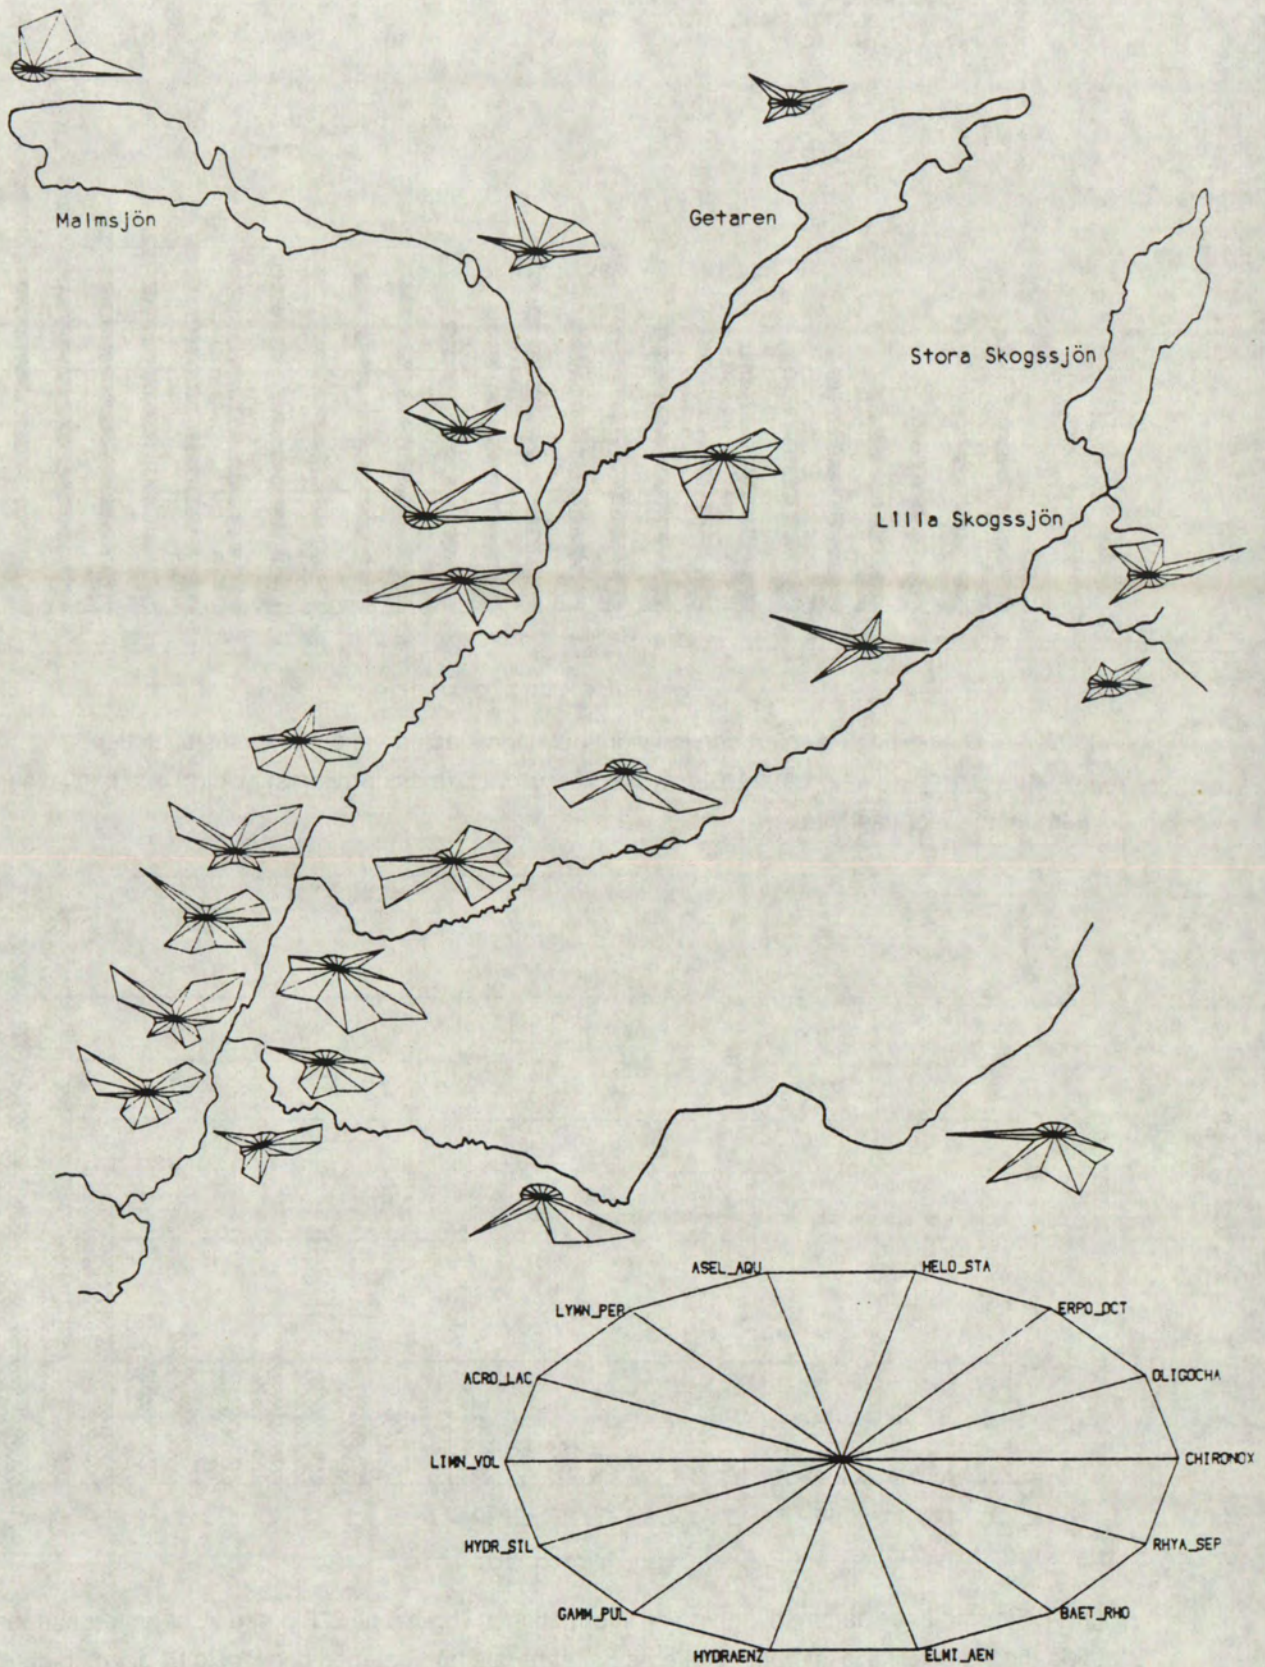 Malmsjön
Getaren
Stora Skogssjön
Lilla Skogssjön
ASEL_AQU
HELO_STA
LYMN_PER
ERPO_OCT
ACRO_LAC
OLIGOCHA
LIMN_VOL
CHIRONOX
HYDR_SIL
RHYA_SEP
GAMM_PUL
BAET_RHO
HYDRAENZ
ELMI_AEN